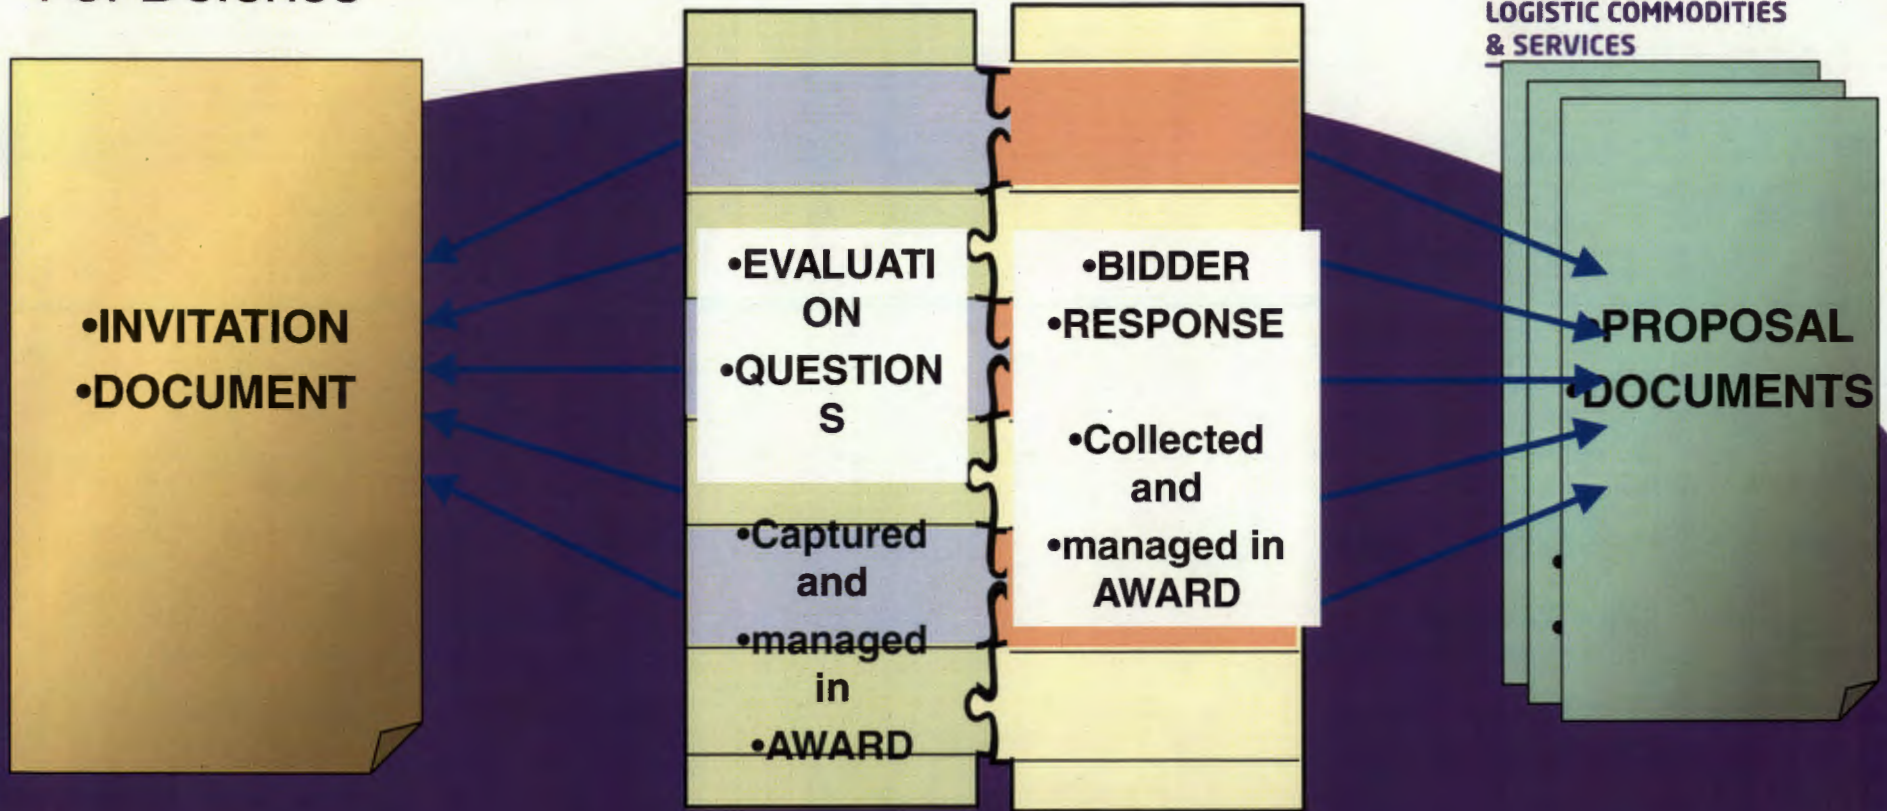 LOGISTIC COMMODITIES
& SERVICES
•INVITATION
•DOCUMENT
•EVALUATI
ON
•QUESTION
S
•Captured
and
•managed
in
•AWARD
•BIDDER
•RESPONSE
•Collected
and
•managed in
AWARD
•PROPOSAL
•DOCUMENTS